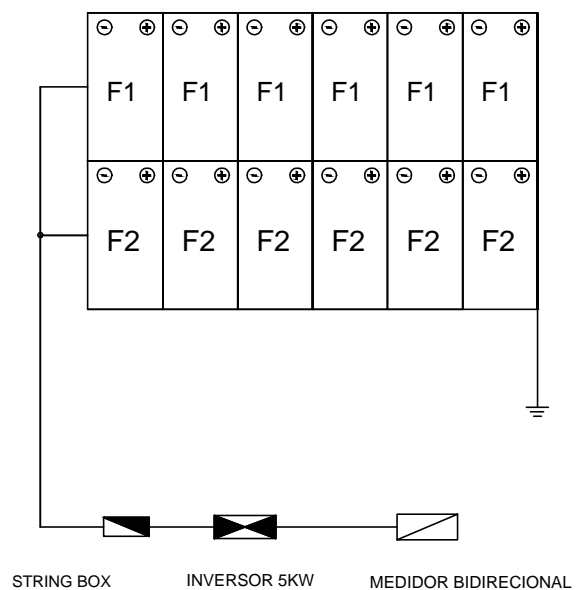 - + - + - + - + - + - +
F1 F1 F1 F1 F1 F1
- + - + - + - + - + - +
F2 F2 F2 F2 F2 F2
STRING BOX INVERSOR 5KW MEDIDOR BIDIRECIONAL